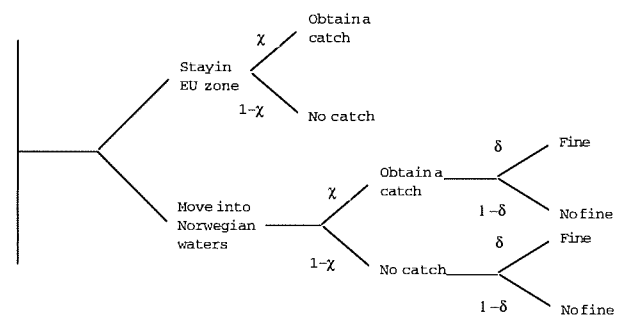 Obtain a
catch
χ
Stay in
EU zone
1-χ
No catch
δ
Fine
Obtain a
catch
χ
1-δ
No fine
Move into
Norwegian
waters
δ
Fine
1-χ
No catch
1-δ
No fine